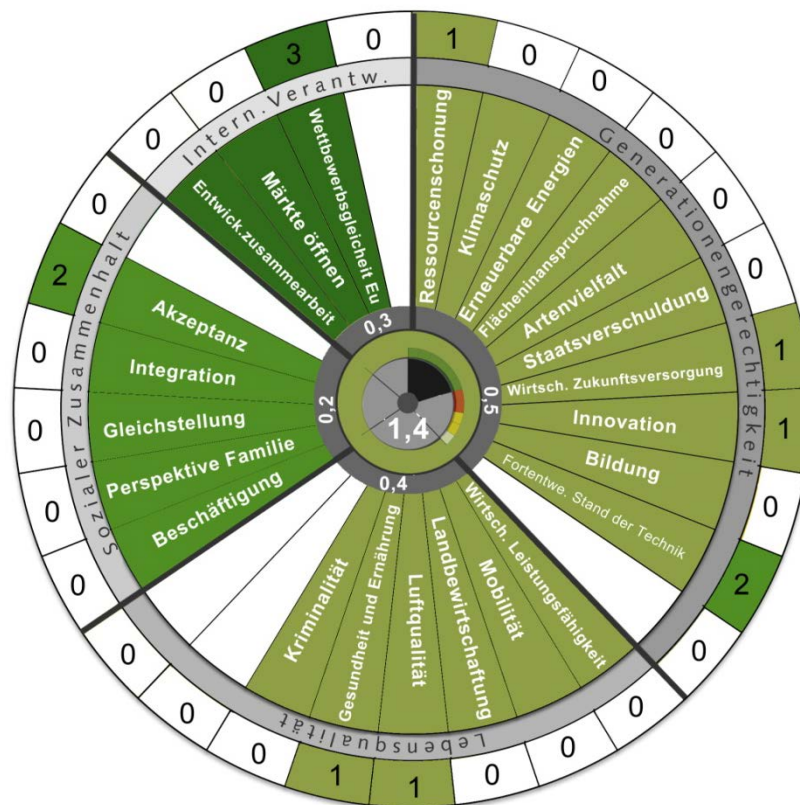 Generationengerechtigkeit
Ressourcenschonung
Klimaschutz
Erneuerbare Energien
Flächeninanspruchnahme
Artenvielfalt
Staatsverschuldung
Wirtsch. Zukunftsversorgung
Innovation
Bildung
Fortentwe. Stand der Technik
Lebensqualität
Wirtsch. Leistungsfähigkeit
Mobilität
Landbewirtschaftung
Luftqualität
Gesundheit und Ernährung
Kriminalität
Sozialer Zusammenhalt
Beschäftigung
Perspektive Familie
Gleichstellung
Integration
Akzeptanz
Intern.Verantw.
Entwick.zusammearbeit
Märkte öffnen
Wettbewerbsgleicheit Eu
0,3
0,5
0,4
0,2
1,4
1
0
0
0
0
0
1
1
0
2
0
0
0
0
1
1
0
0
0
0
0
0
0
2
0
0
0
3
0